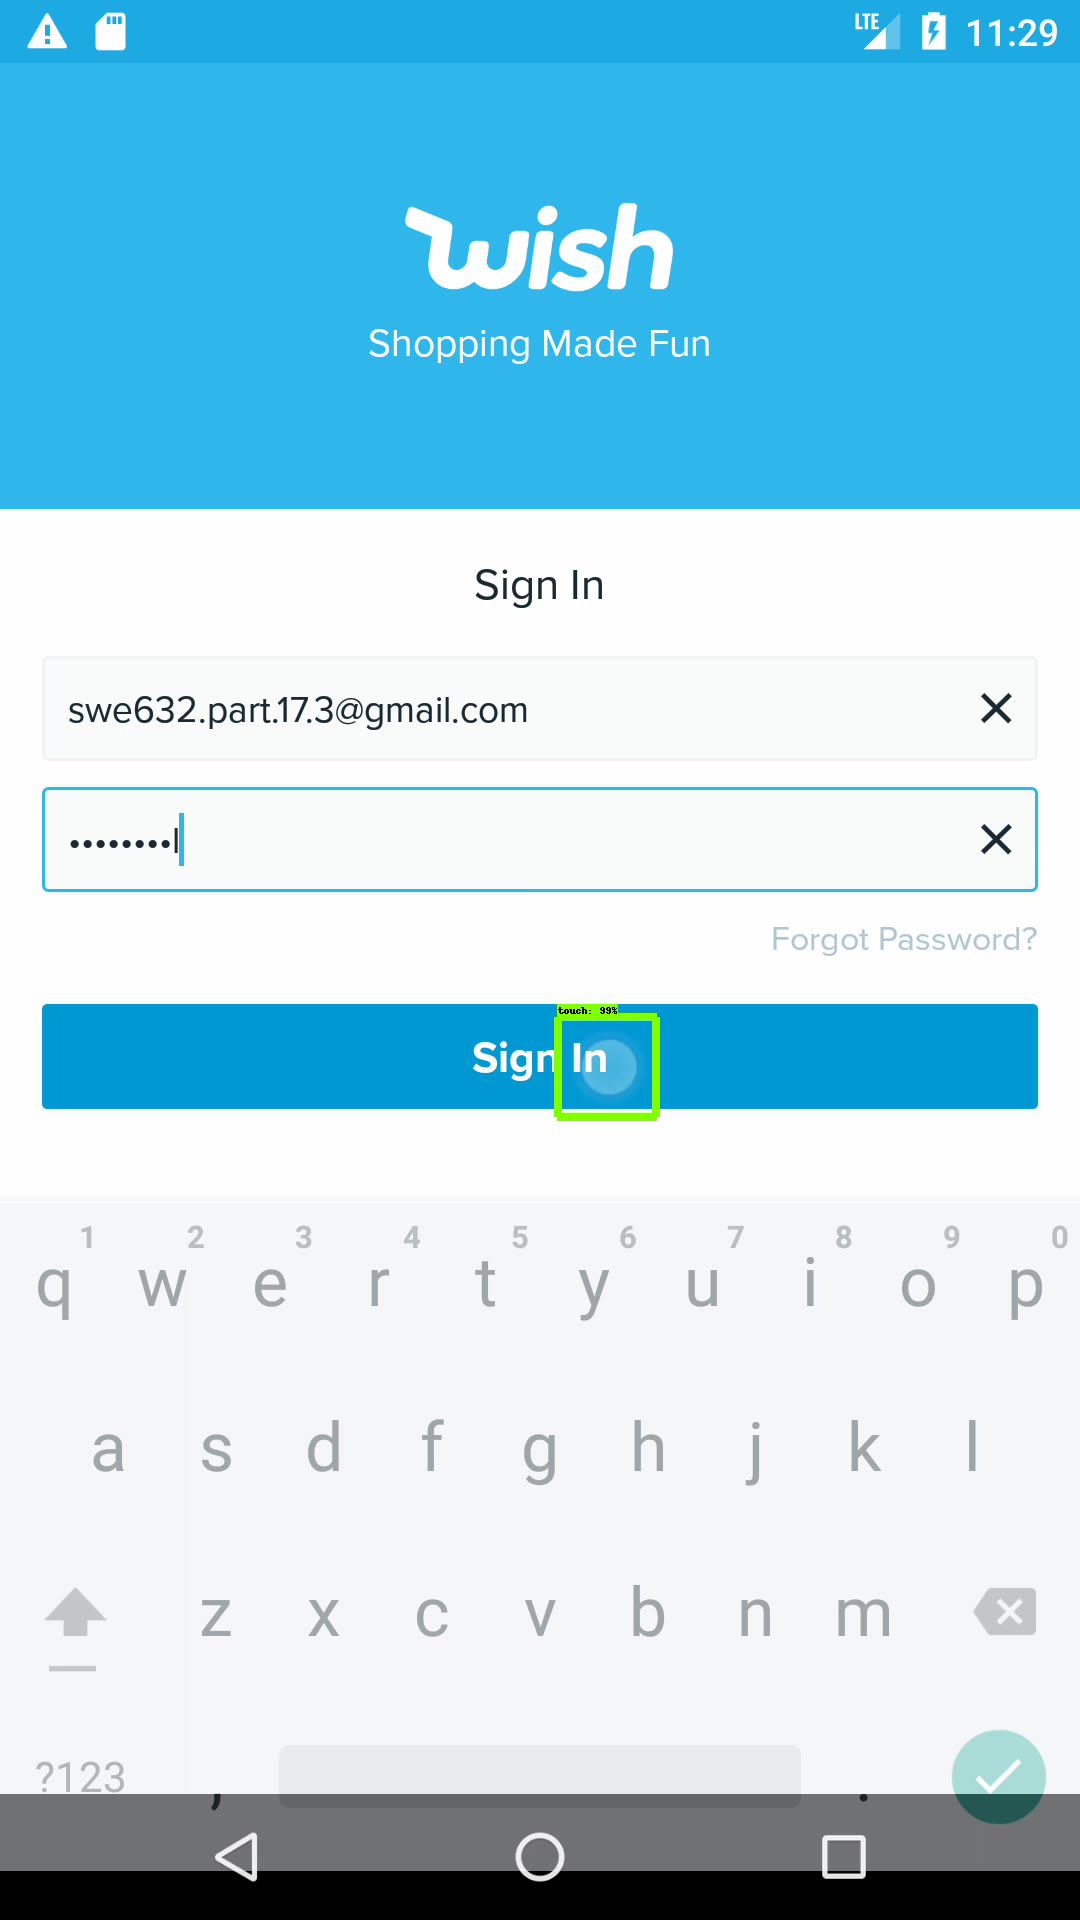 LTE 11:29
wish
Shopping Made Fun
Sign In
swe632.part.17.3@gmail.com
••••••••l
Forgot Password?
touch: 99%
Sign In
1 2 3 4 5 6 7 8 9 0
q w e r t y u i o p
a s d f g h j k l
z x c v b n m
?123 , .